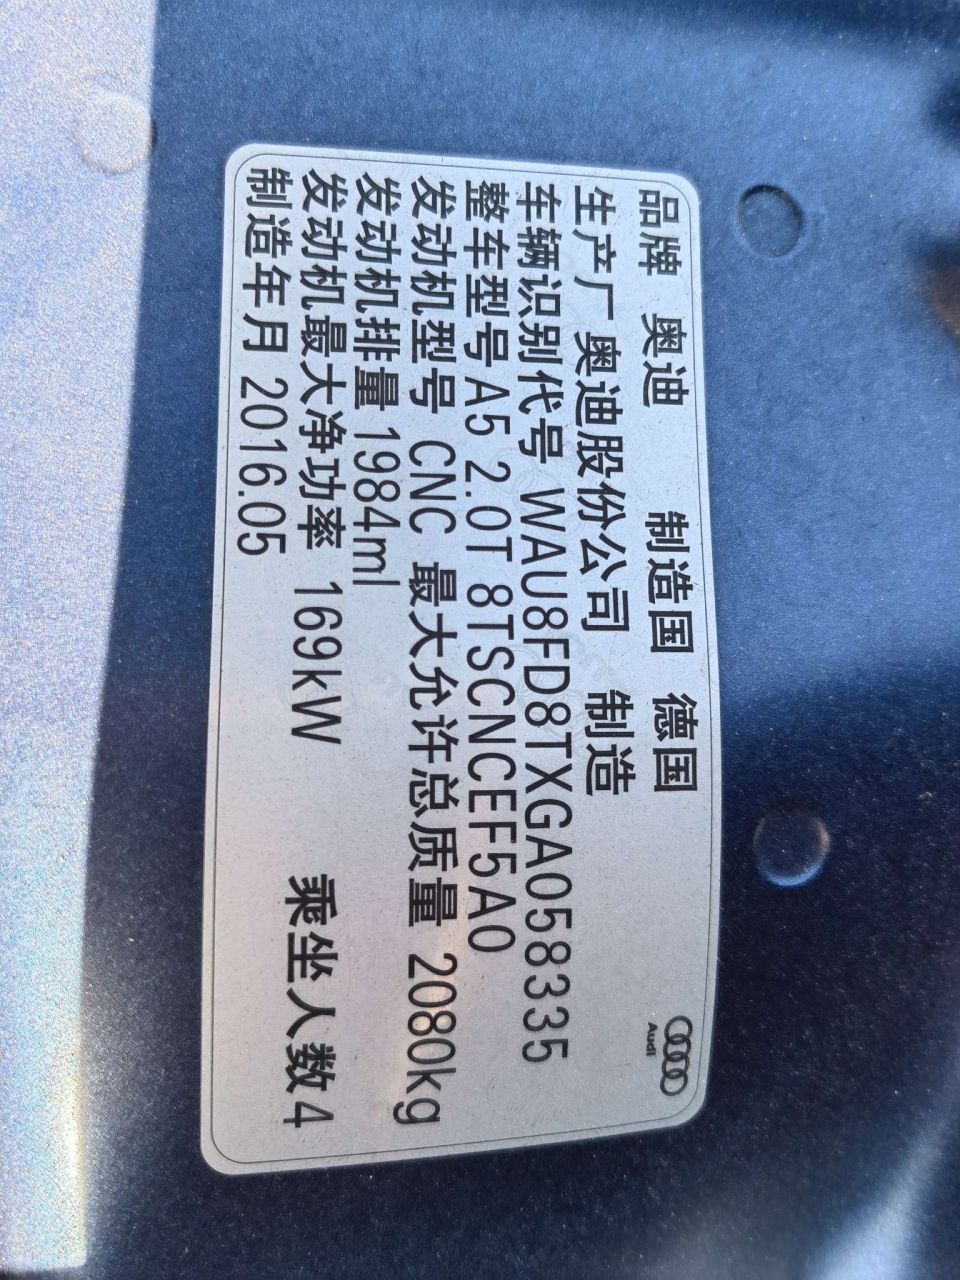 品牌 奥迪 制造国 德国
Audi
生产厂 奥迪股份公司 制造
车辆识别代号 WAU8FD8TXGA058335
整车型号 A5 2.0T 8TSCNCEF5A0
发动机型号 CNC 最大允许总质量 2080kg
发动机排量 1984ml
发动机最大净功率 169kW 乘坐人数 4
制造年月 2016.05